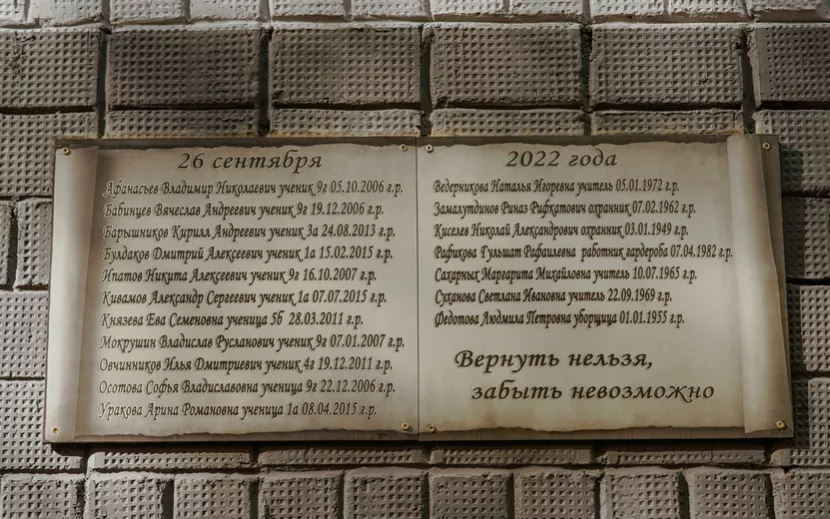 26 сентября
Афанасьев Владимир Николаевич ученик 9г 05.10.2006 г.р.
Бабинцев Вячеслав Андреевич ученик 9г 19.12.2006 г.р.
Барышников Кирилл Андреевич ученик 3а 24.08.2013 г.р.
Булдаков Дмитрий Алексеевич ученик 1а 15.02.2015 г.р.
Ипатов Никита Алексеевич ученик 9г 16.10.2007 г.р.
Кивамов Александр Сергеевич ученик 1а 07.07.2015 г.р.
Князева Ева Семеновна ученица 5б 28.03.2011 г.р.
Мокрушин Владислав Русланович ученик 9г 07.01.2007 г.р.
Овчинников Илья Дмитриевич ученик 4г 19.12.2011 г.р.
Осотова Софья Владиславовна ученица 9г 22.12.2006 г.р.
Уракова Арина Романовна ученица 1а 08.04.2015 г.р.
2022 года
Ведерникова Наталья Игоревна учитель 05.01.1972 г.р.
Замалутдинов Риназ Рифкатович охранник 07.02.1962 г.р.
Киселев Николай Александрович охранник 03.01.1949 г.р.
Рафикова Гульшат Рафаилевна работник гардероба 07.04.1982 г.р.
Сахарных Маргарита Михайловна учитель 10.07.1965 г.р.
Суханова Светлана Ивановна учитель 22.09.1969 г.р.
Федотова Людмила Петровна уборщица 01.01.1955 г.р.
Вернуть нельзя,
забыть невозможно